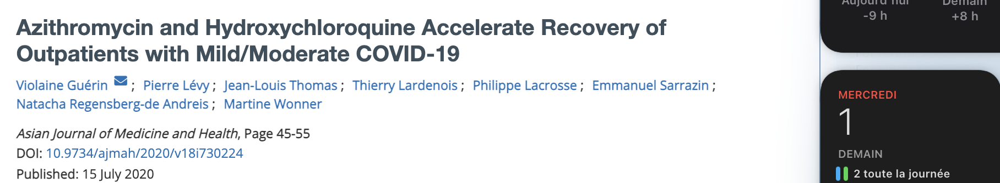 Azithromycin and Hydroxychloroquine Accelerate Recovery of
Outpatients with Mild/Moderate COVID-19
Violaine Guérin ; Pierre Lévy ; Jean-Louis Thomas ; Thierry Lardenois ; Philippe Lacrosse ; Emmanuel Sarrazin ;
Natacha Regensberg-de Andreis ; Martine Wonner
Asian Journal of Medicine and Health, Page 45-55
DOI: 10.9734/ajmah/2020/v18i730224
Published: 15 July 2020
Aujourd'hui Demain
-9 h +8 h
MERCREDI
1
DEMAIN
2 toute la journée